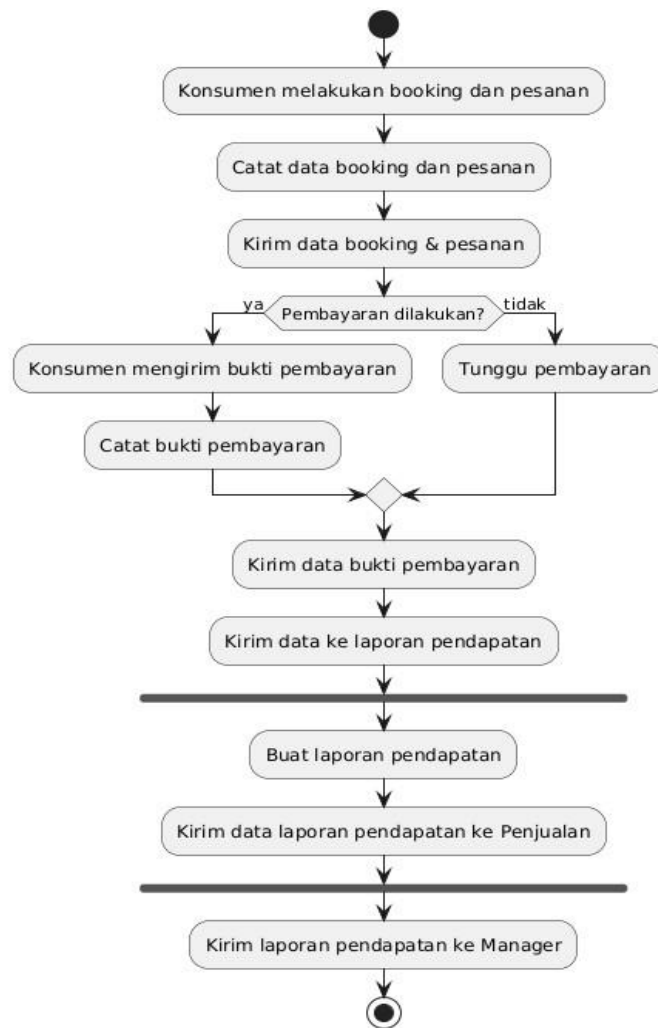 Konsumen melakukan booking dan pesanan
Catat data booking dan pesanan
Kirim data booking & pesanan
ya
Pembayaran dilakukan?
tidak
Konsumen mengirim bukti pembayaran
Tunggu pembayaran
Catat bukti pembayaran
Kirim data bukti pembayaran
Kirim data ke laporan pendapatan
Buat laporan pendapatan
Kirim data laporan pendapatan ke Penjualan
Kirim laporan pendapatan ke Manager